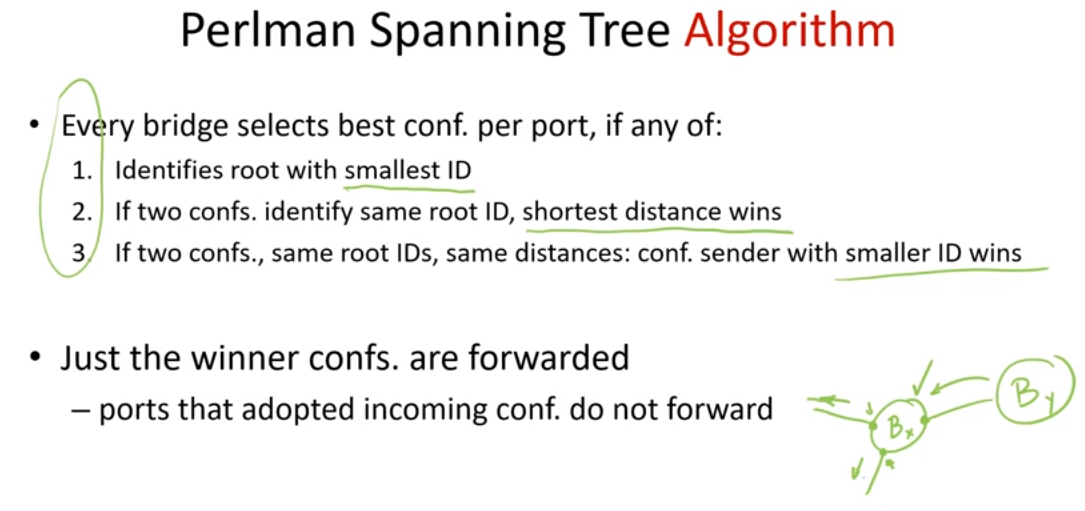 Perlman Spanning Tree Algorithm
• Every bridge selects best conf. per port, if any of:
1. Identifies root with smallest ID
2. If two confs. identify same root ID, shortest distance wins
3. If two confs., same root IDs, same distances: conf. sender with smaller ID wins
• Just the winner confs. are forwarded
– ports that adopted incoming conf. do not forward
By
Bx